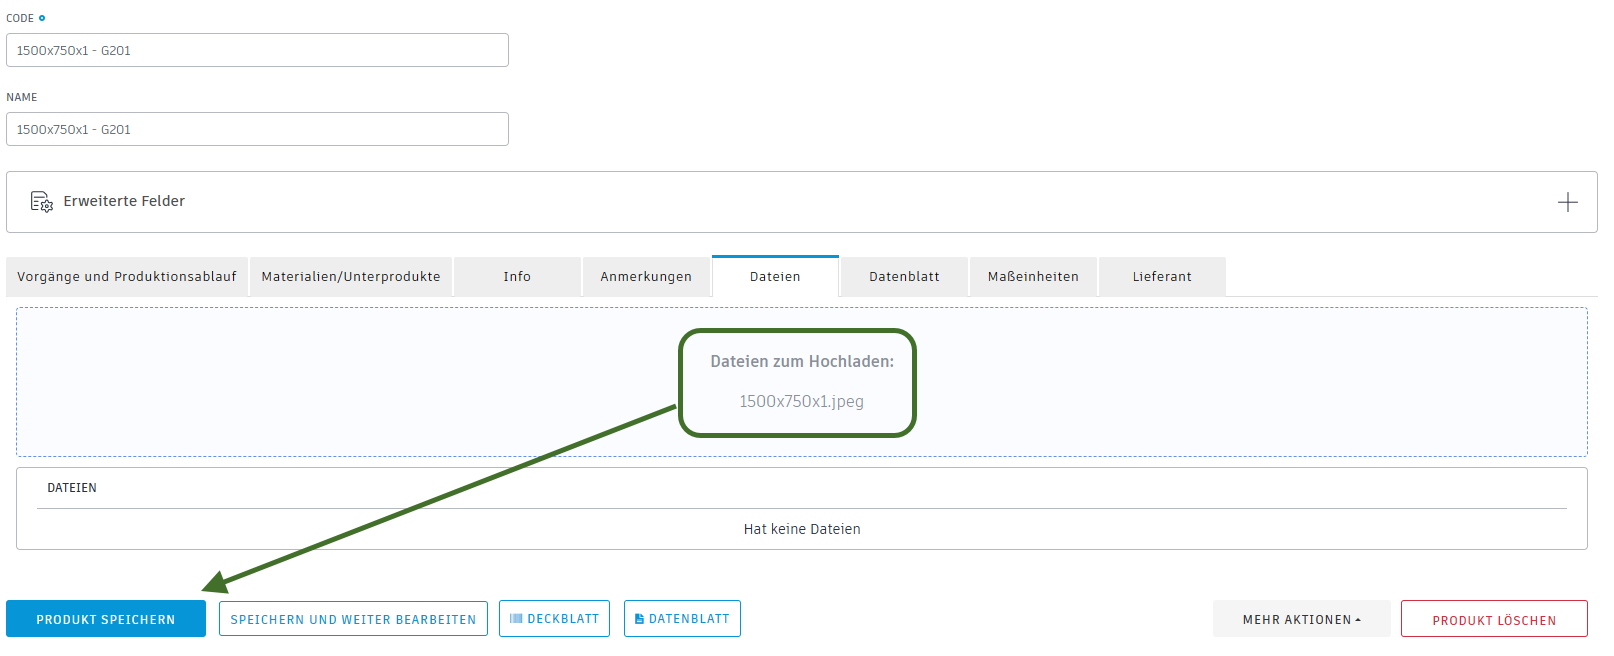 CODE
1500x750x1 - G201
NAME
1500x750x1 - G201
Erweiterte Felder
Vorgänge und Produktionsablauf Materialien/Unterprodukte Info Anmerkungen Dateien Datenblatt Maßeinheiten Lieferant
Dateien zum Hochladen:
1500x750x1.jpeg
DATEIEN
Hat keine Dateien
PRODUKT SPEICHERN SPEICHERN UND WEITER BEARBEITEN DECKBLATT DATENBLATT MEHR AKTIONEN PRODUKT LÖSCHEN